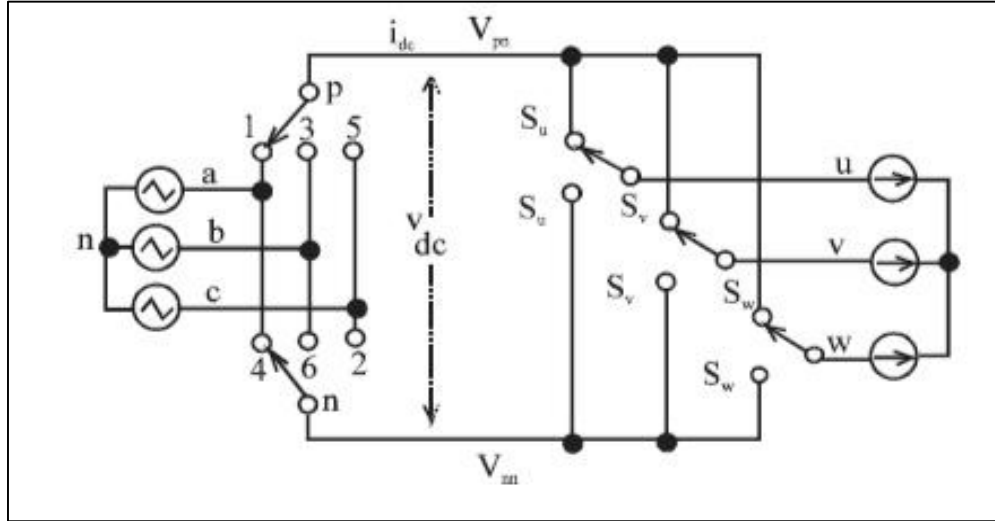 i_dc V_pn
p
1 3 5
S_u
a
u
S_u
S_v
n
b
v_dc
v
c
S_v
S_w
w
4 6 2
S_w
n
V_nn